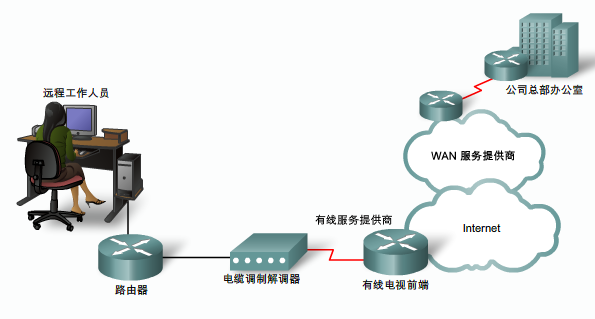 远程工作人员
公司总部办公室
WAN 服务提供商
有线服务提供商
Internet
路由器
电缆调制解调器
有线电视前端